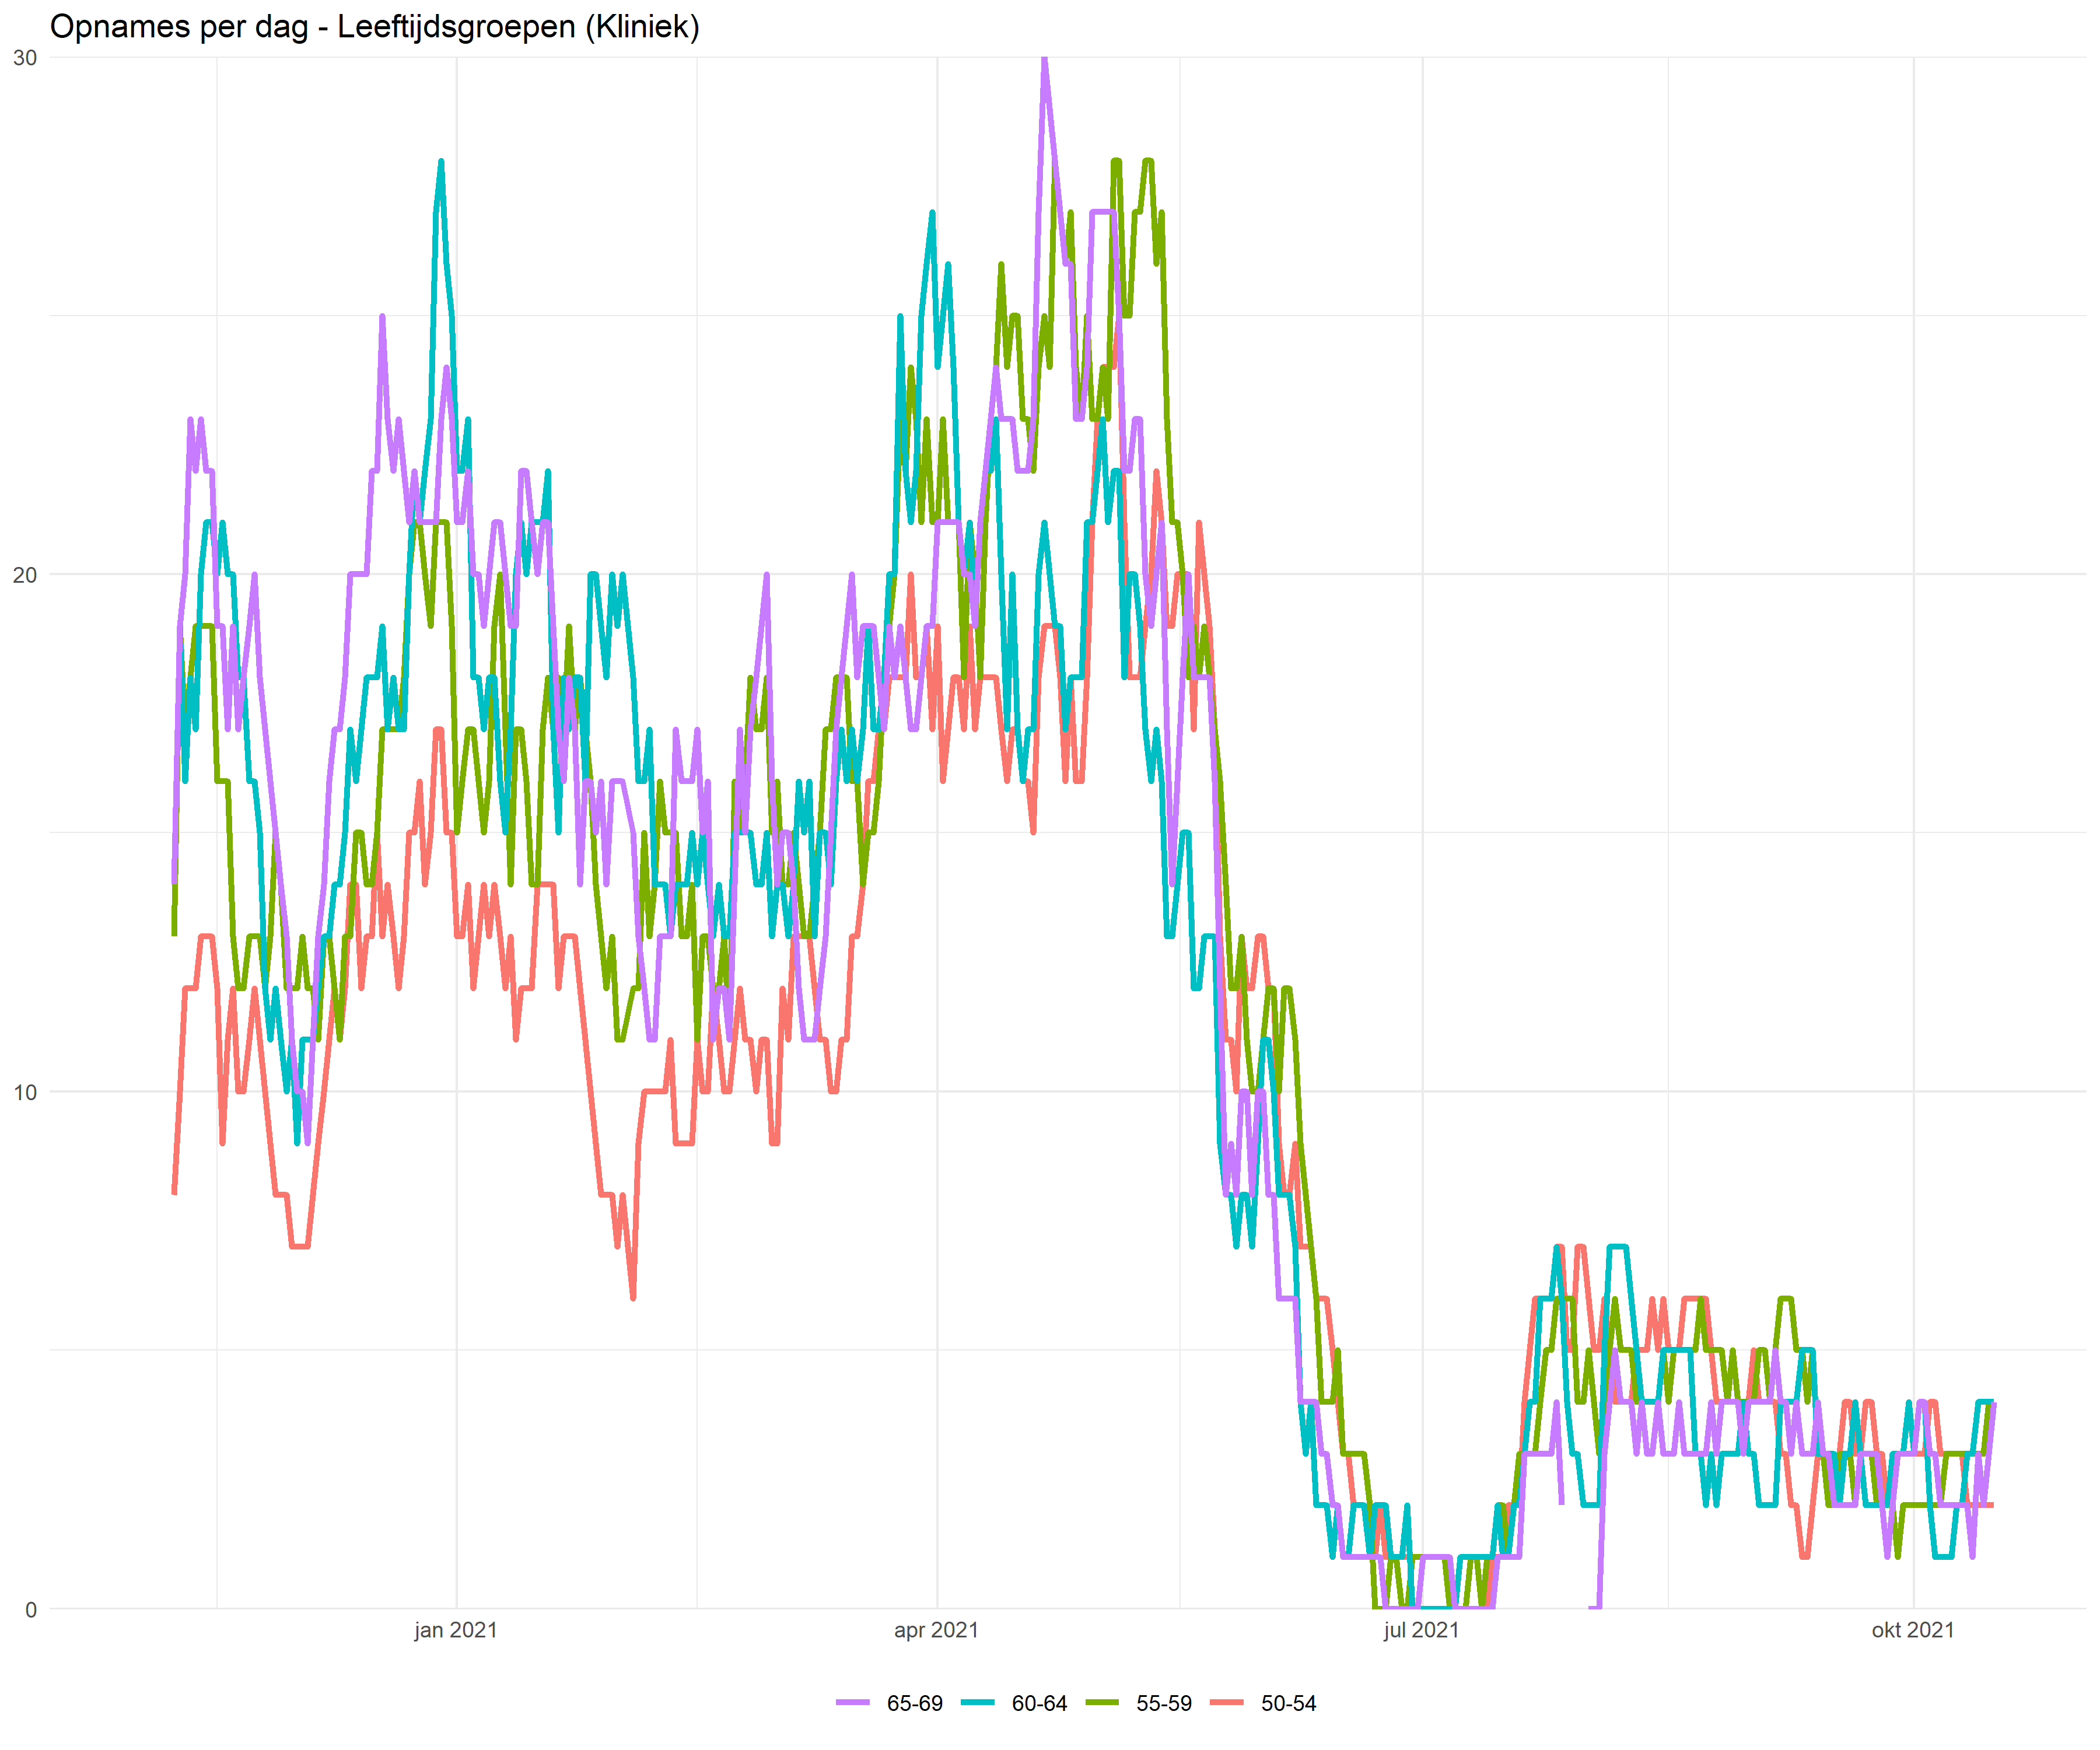 Opnames per dag - Leeftijdsgroepen (Kliniek)
30
20
10
0
jan 2021 apr 2021 jul 2021 okt 2021
65-69 60-64 55-59 50-54